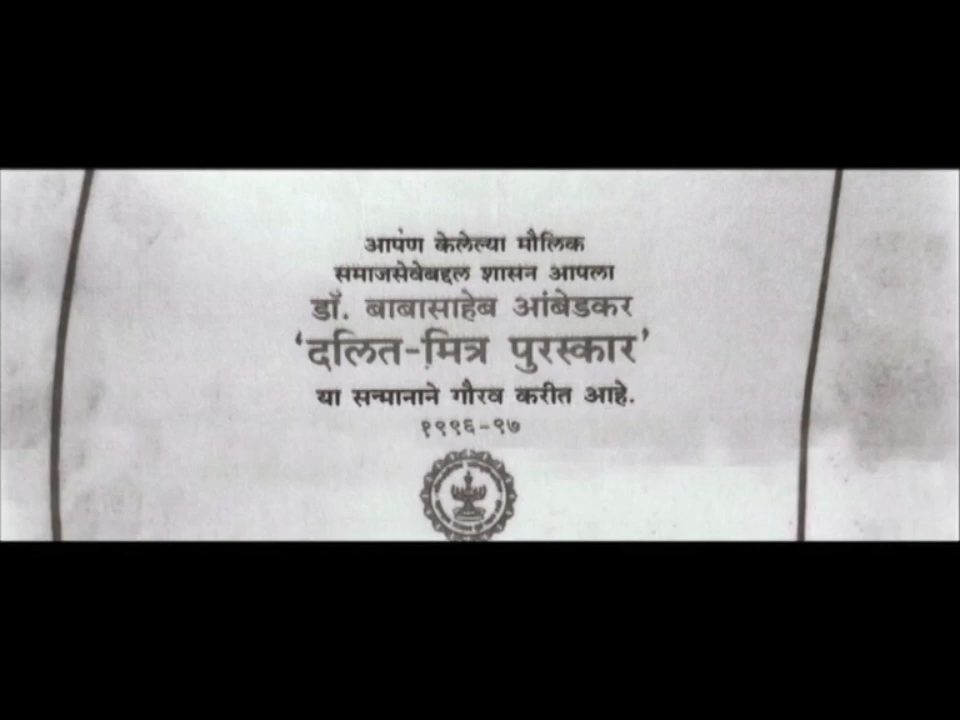 आपण केलेल्या मौलिक
समाजसेवेबद्दल शासन आपला
डॉ. बाबासाहेब आंबेडकर
‘दलित-मित्र पुरस्कार’
या सन्मानाने गौरव करीत आहे.
१९९६-९७